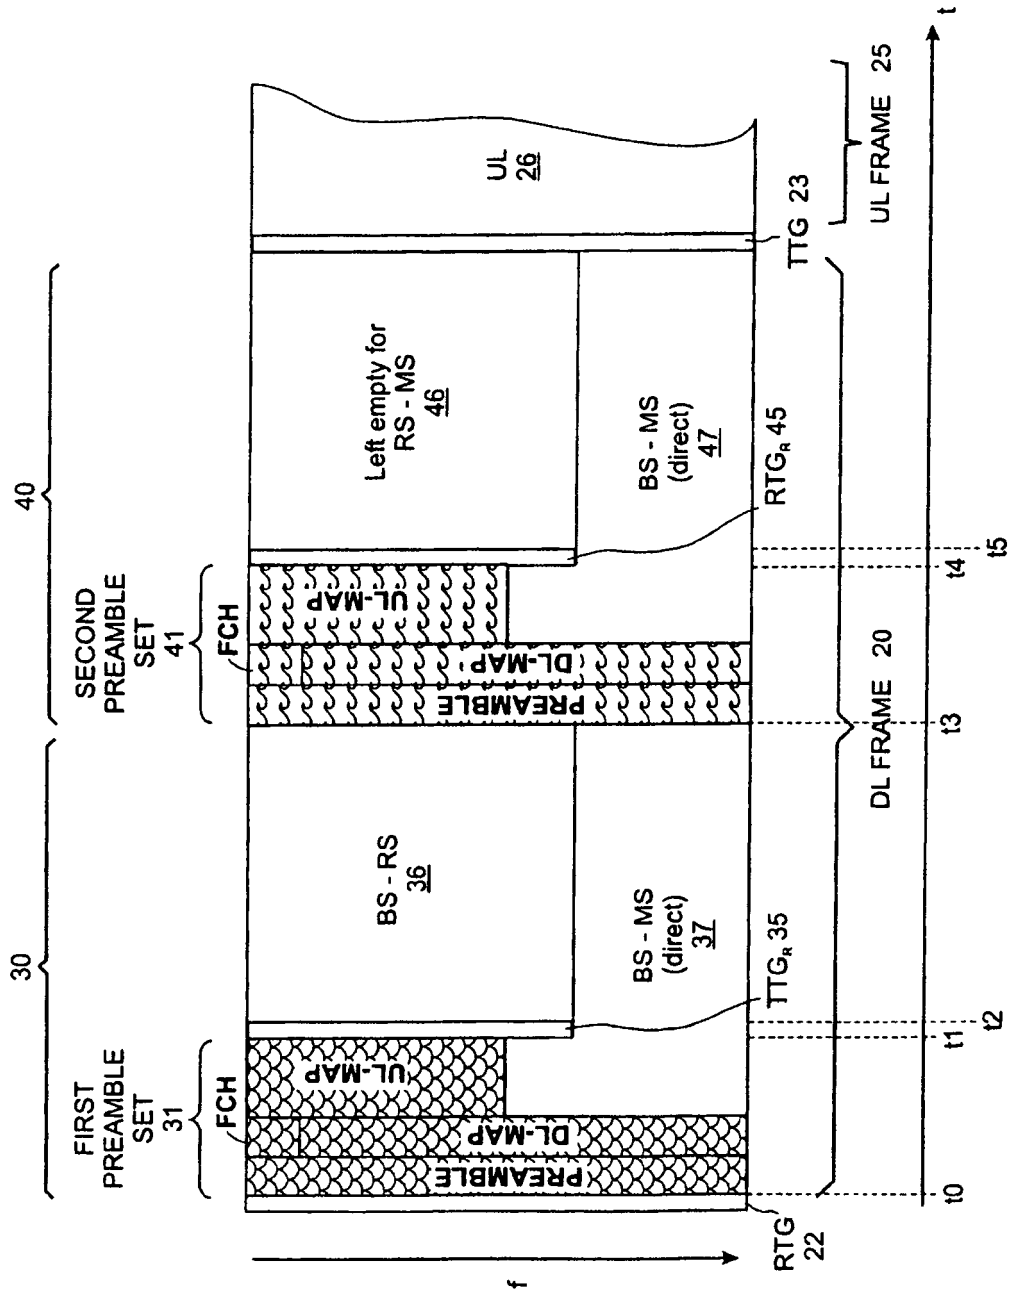 30
40
FIRST
PREAMBLE
SET
31
SECOND
PREAMBLE
SET
41
FCH
FCH
PREAMBLE
DL-MAP
UL-MAP
BS - RS
36
BS - MS
(direct)
37
PREAMBLE
DL-MAP
UL-MAP
Left empty for
RS - MS
46
BS - MS
(direct)
47
UL
26
f
RTG
22
TTG_R 35
RTG_R 45
TTG 23
t0
t1
t2
t3
t4
t5
DL FRAME 20
UL FRAME 25
t